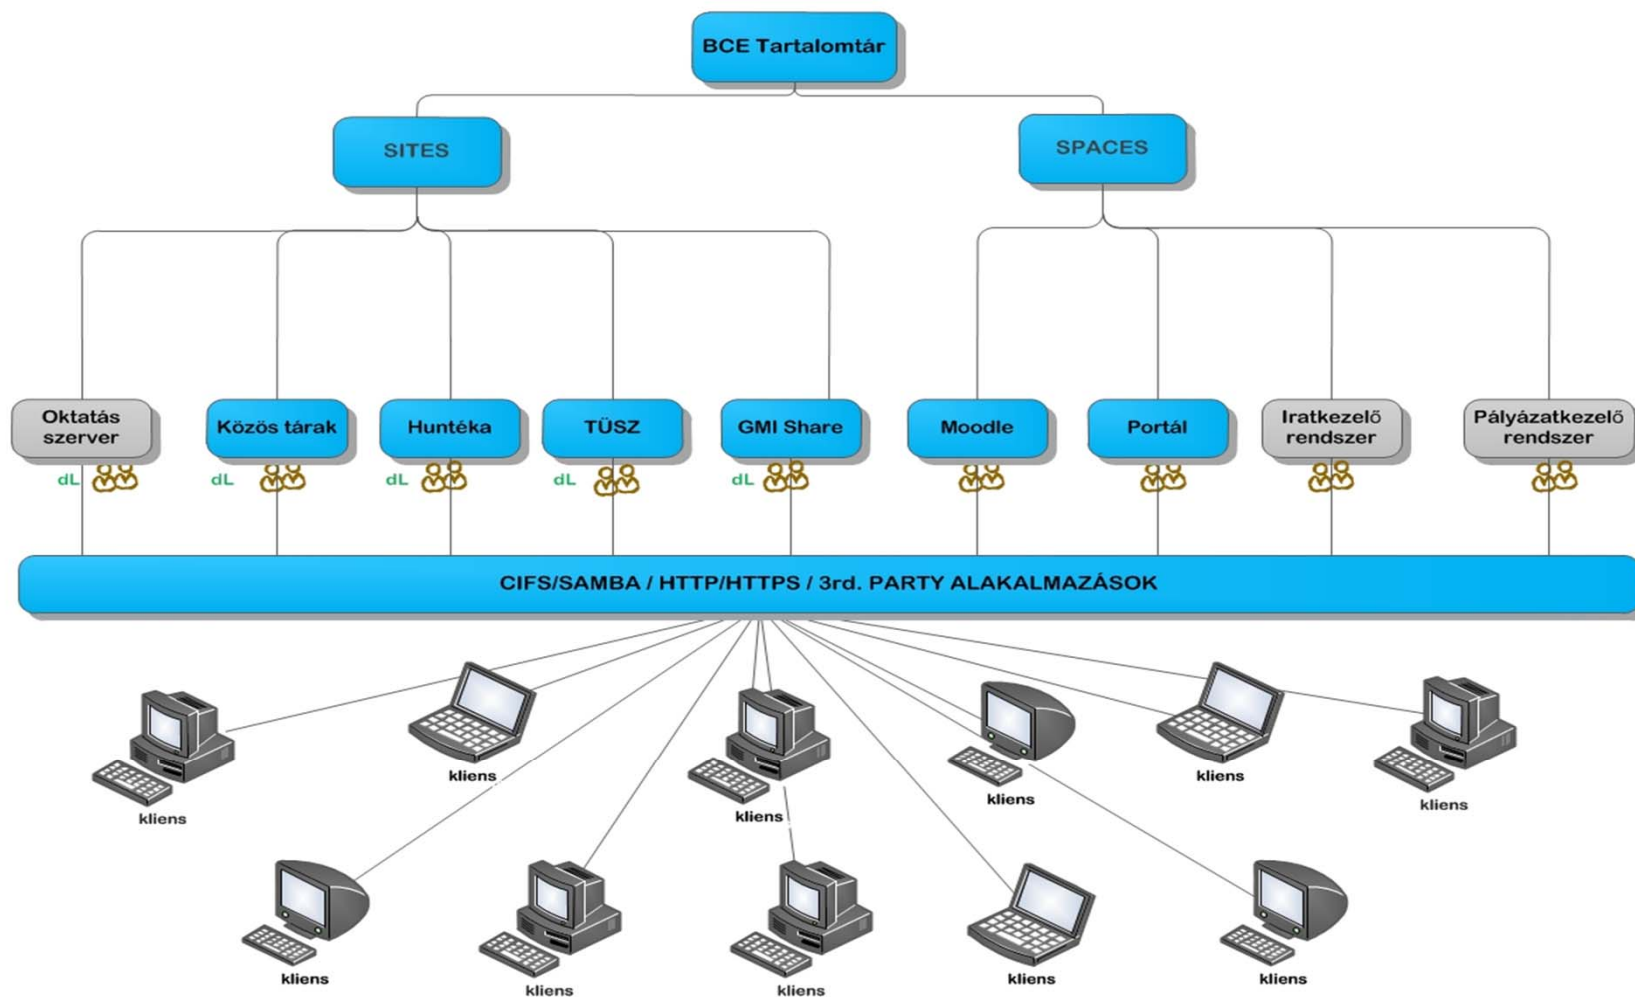 BCE Tartalomtár
SITES
SPACES
Oktatás
szerver
Közös tárak
Huntéka
TÜSZ
GMI Share
Moodle
Portál
Iratkezelő
rendszer
Pályázatkezelő
rendszer
dL
dL
dL
dL
CIFS/SAMBA / HTTP/HTTPS / 3rd. PARTY ALAKALMAZÁSOK
kliens
kliens
kliens
kliens
kliens
kliens
kliens
kliens
kliens
kliens
kliens